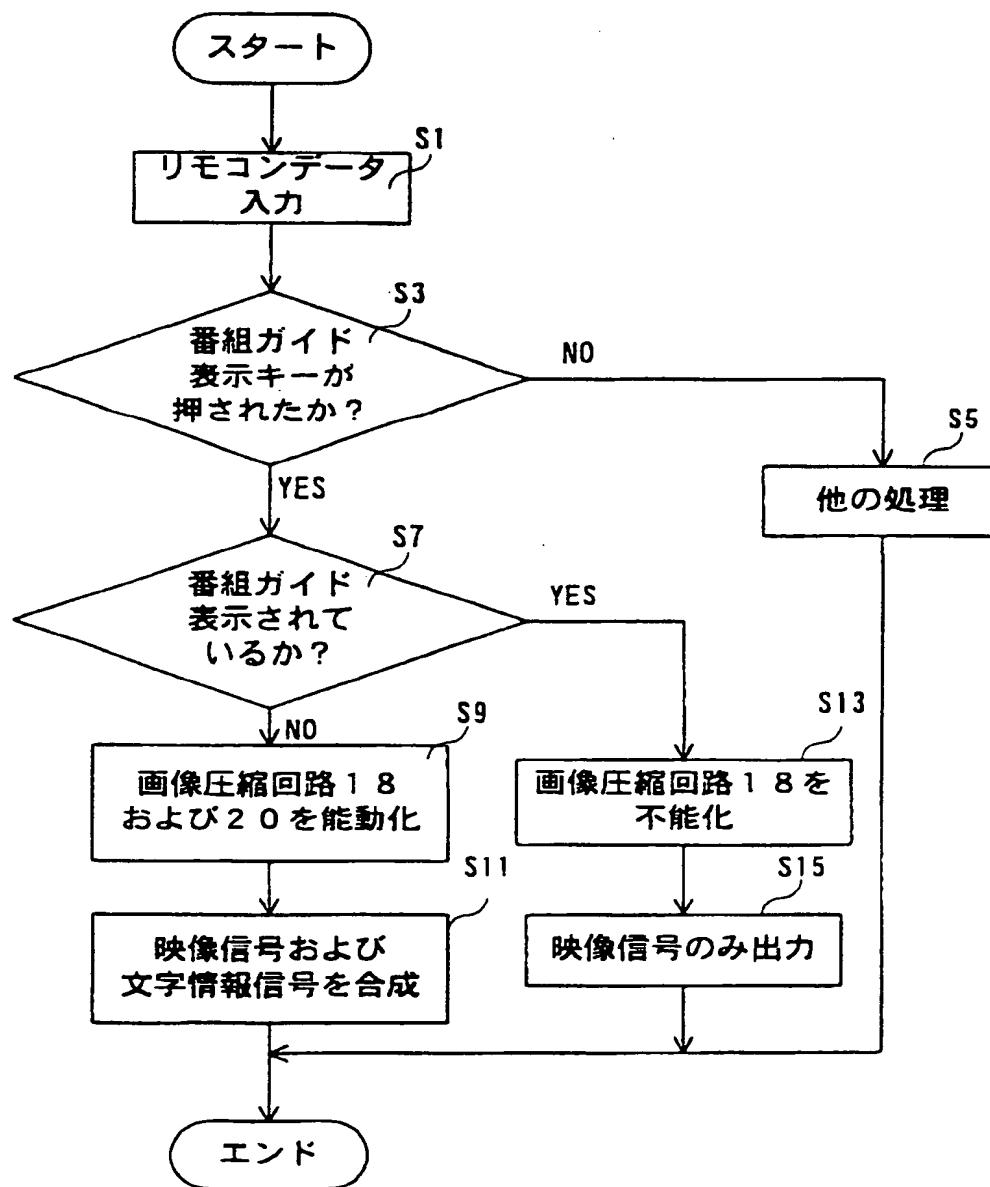 スタート
S1
リモコンデータ
入力
S3
番組ガイド
表示キーが
押されたか？
NO
YES
S5
他の処理
S7
番組ガイド
表示されて
いるか？
YES
NO
S9
画像圧縮回路１８
および２０を能動化
S13
画像圧縮回路１８を
不能化
S11
映像信号および
文字情報信号を合成
S15
映像信号のみ出力
エンド